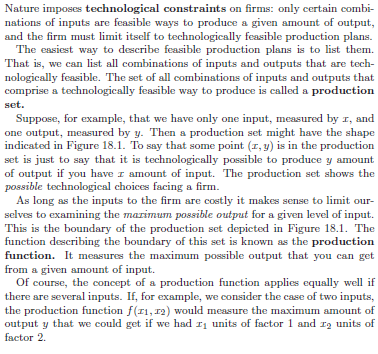 Nature imposes technological constraints on firms: only certain combi-
nations of inputs are feasible ways to produce a given amount of output,
and the firm must limit itself to technologically feasible production plans.
The easiest way to describe feasible production plans is to list them.
That is, we can list all combinations of inputs and outputs that are tech-
nologically feasible. The set of all combinations of inputs and outputs that
comprise a technologically feasible way to produce is called a production
set.
Suppose, for example, that we have only one input, measured by x, and
one output, measured by y. Then a production set might have the shape
indicated in Figure 18.1. To say that some point (x, y) is in the production
set is just to say that it is technologically possible to produce y amount
of output if you have x amount of input. The production set shows the
possible technological choices facing a firm.
As long as the inputs to the firm are costly it makes sense to limit our-
selves to examining the maximum possible output for a given level of input.
This is the boundary of the production set depicted in Figure 18.1. The
function describing the boundary of this set is known as the production
function. It measures the maximum possible output that you can get
from a given amount of input.
Of course, the concept of a production function applies equally well if
there are several inputs. If, for example, we consider the case of two inputs,
the production function f(x₁, x₂) would measure the maximum amount of
output y that we could get if we had x₁ units of factor 1 and x₂ units of
factor 2.